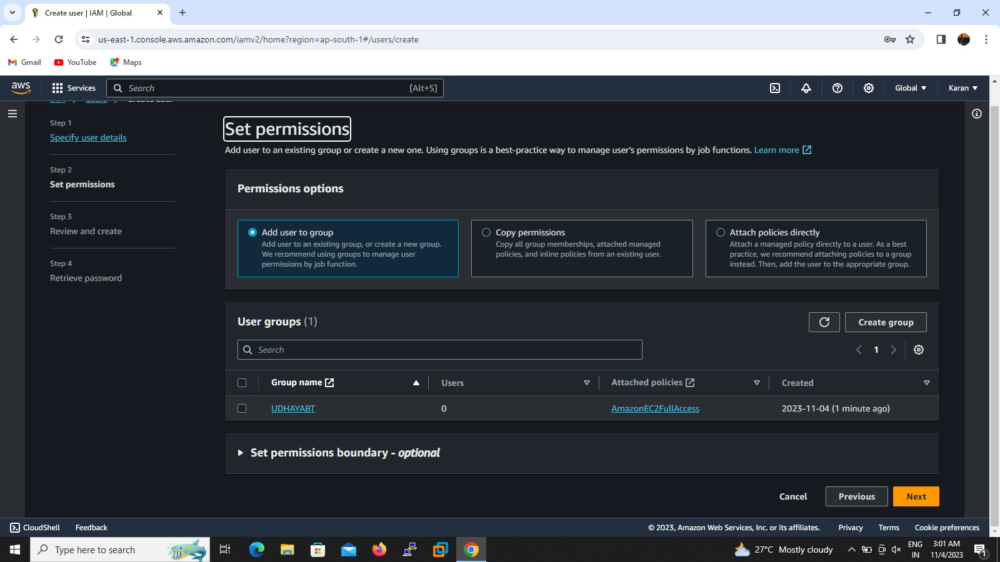 Create user | IAM | Global
us-east-1.console.aws.amazon.com/iamv2/home?region=ap-south-1#/users/create
Gmail
YouTube
Maps
aws
Services
Search
[Alt+S]
Global
Karan
IAM
Users
Create user
Step 1
Specify user details
Step 2
Set permissions
Step 3
Review and create
Step 4
Retrieve password
Set permissions
Add user to an existing group or create a new one. Using groups is a best-practice way to manage user's permissions by job functions. Learn more
Permissions options
Add user to group
Add user to an existing group, or create a new group.
We recommend using groups to manage user
permissions by job function.
Copy permissions
Copy all group memberships, attached managed
policies, and inline policies from an existing user.
Attach policies directly
Attach a managed policy directly to a user. As a best
practice, we recommend attaching policies to a group
instead. Then, add the user to the appropriate group.
User groups (1)
Create group
Search
1
Group name
Users
Attached policies
Created
UDHAYABT
0
AmazonEC2FullAccess
2023-11-04 (1 minute ago)
Set permissions boundary - optional
Cancel
Previous
Next
CloudShell
Feedback
© 2023, Amazon Web Services, Inc. or its affiliates.
Privacy
Terms
Cookie preferences
Type here to search
27°C Mostly cloudy
ENG
IN
3:01 AM
11/4/2023
1